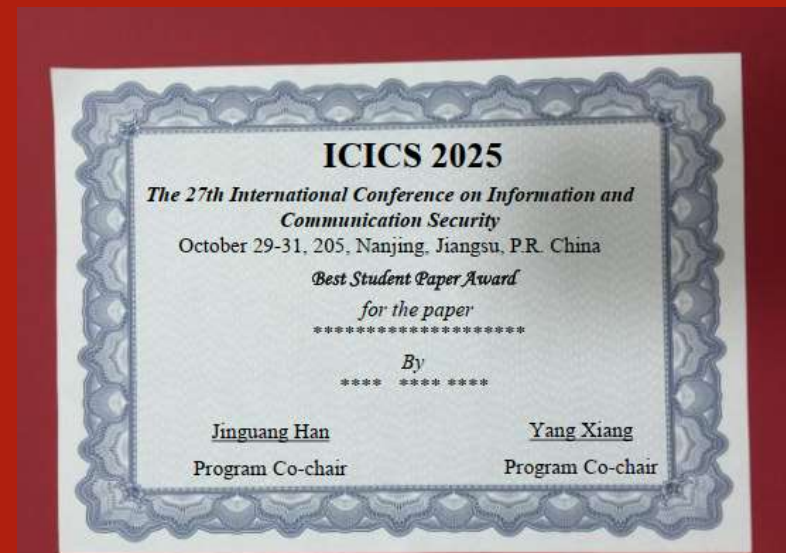 ICICS 2025
The 27th International Conference on Information and
Communication Security
October 29-31, 205, Nanjing, Jiangsu, P.R. China
Best Student Paper Award
for the paper
********************
By
**** **** ****
Jinguang Han Yang Xiang
Program Co-chair Program Co-chair